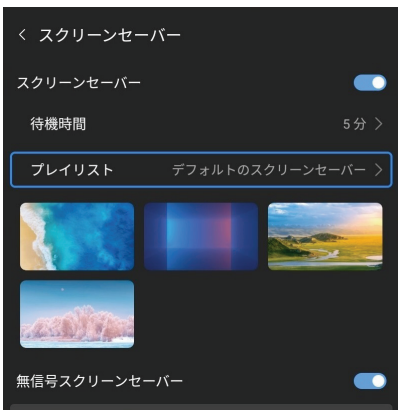 スクリーンセーバー
スクリーンセーバー
待機時間 5分
プレイリスト デフォルトのスクリーンセーバー
無信号スクリーンセーバー